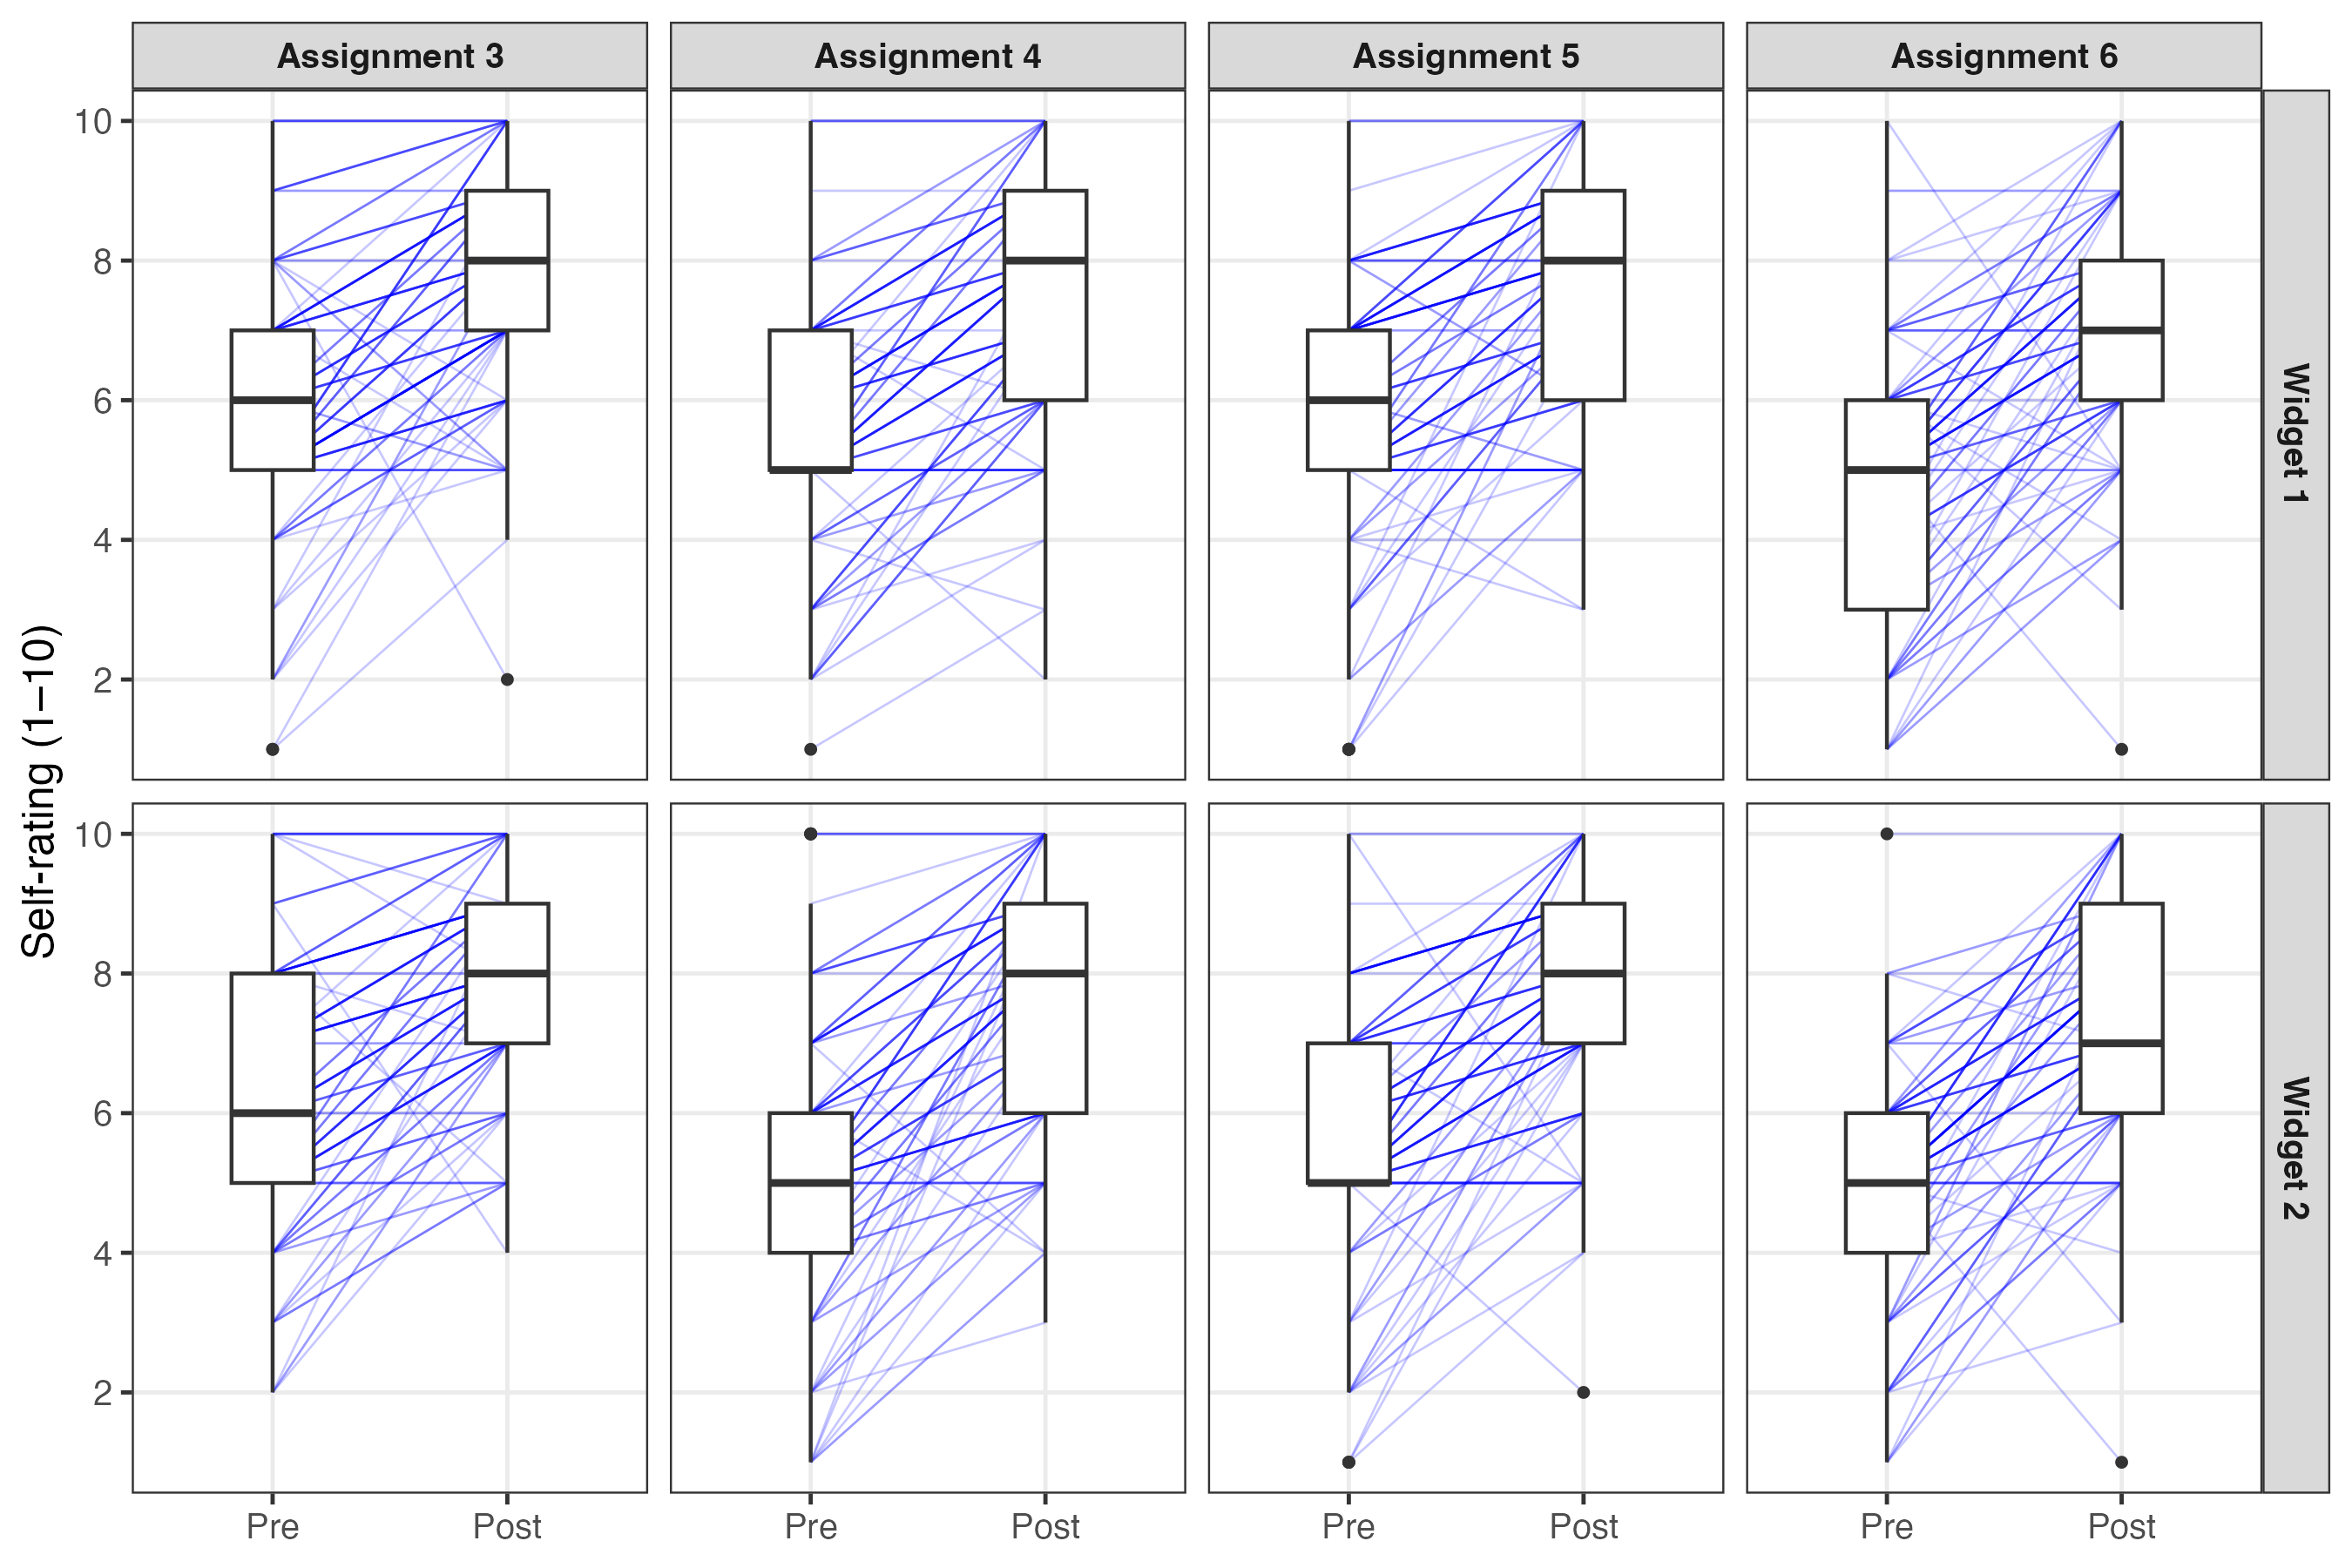 Assignment 3
Assignment 4
Assignment 5
Assignment 6
Self-rating (1−10)
10
8
6
4
2
Widget 1
10
8
6
4
2
Widget 2
Pre
Post
Pre
Post
Pre
Post
Pre
Post